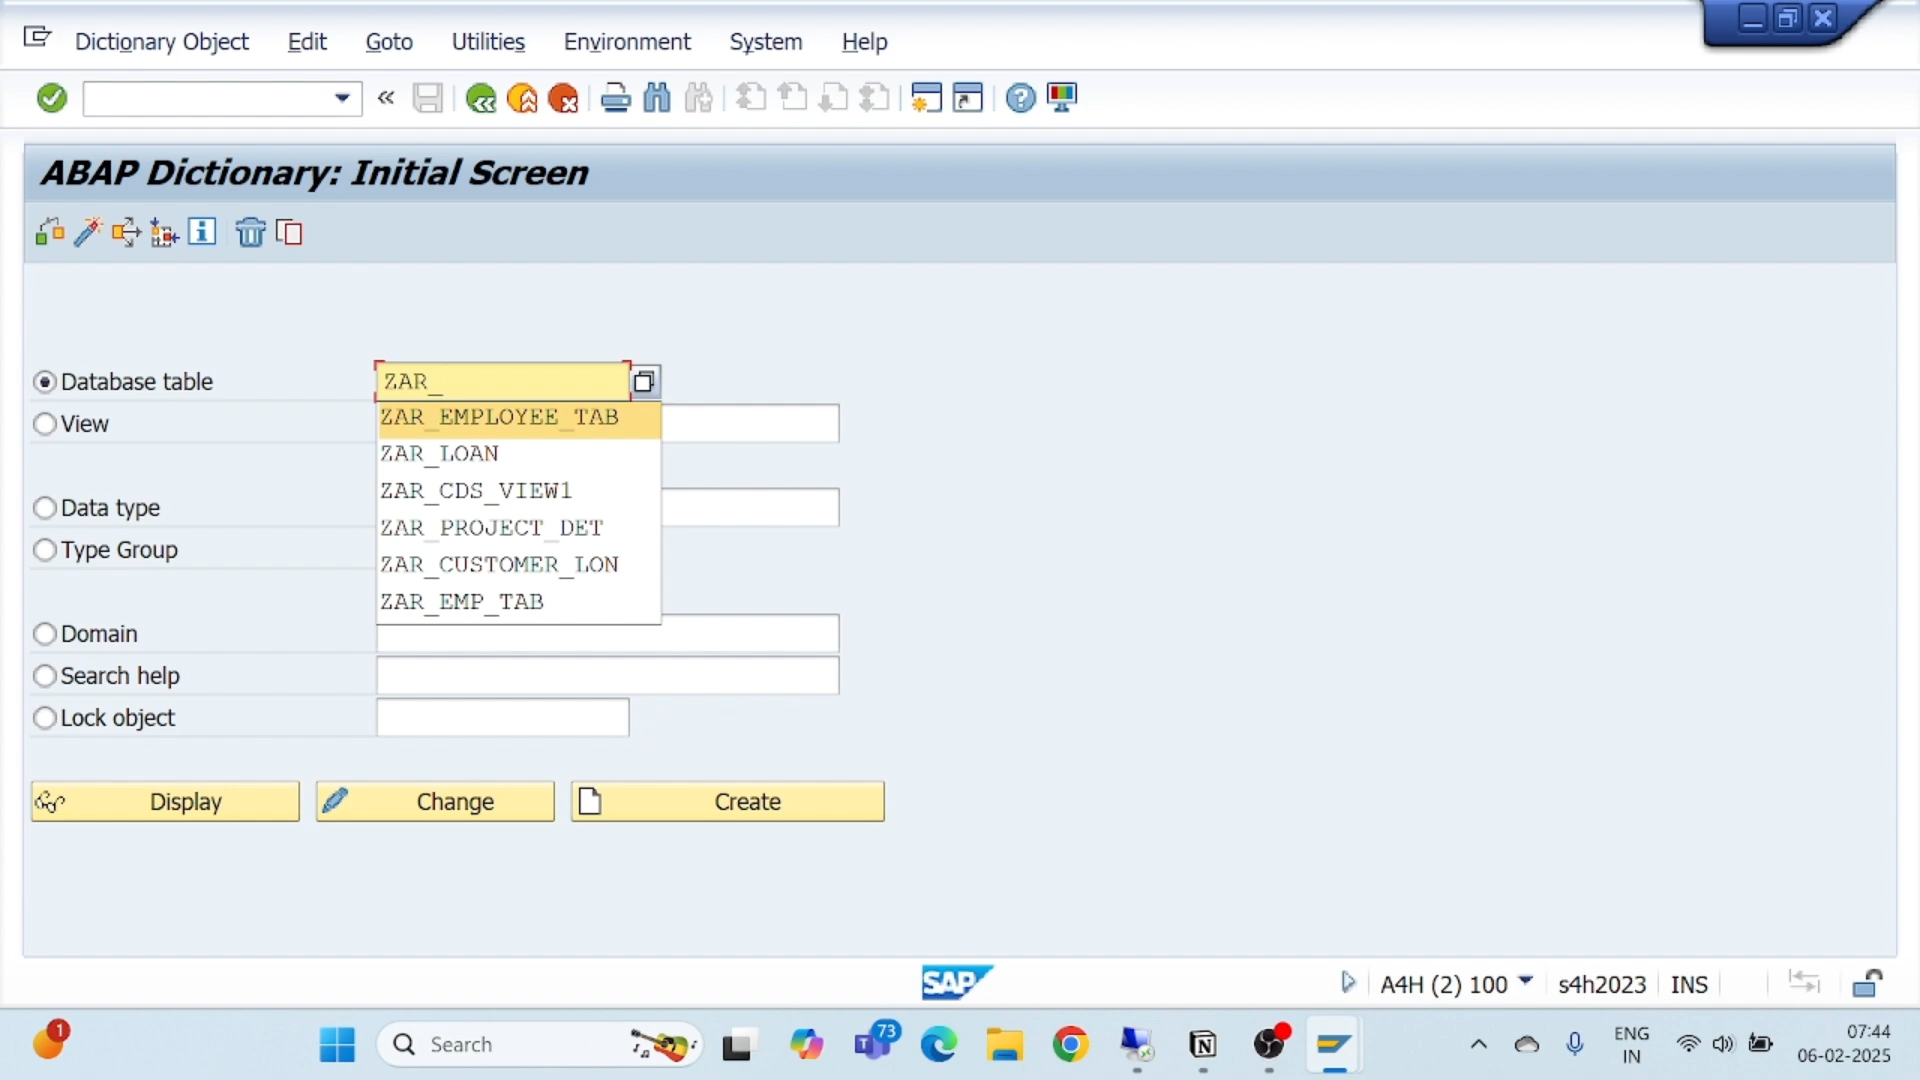 Dictionary Object Edit Goto Utilities Environment System Help
ABAP Dictionary: Initial Screen
Database table ZAR_
ZAR_EMPLOYEE_TAB
View
ZAR_LOAN
ZAR_CDS_VIEW1
Data type
ZAR_PROJECT_DET
Type Group
ZAR_CUSTOMER_LON
ZAR_EMP_TAB
Domain
Search help
Lock object
Display Change Create
SAP A4H (2) 100 s4h2023 INS
1 Search 73 ENG 07:44
IN 06-02-2025